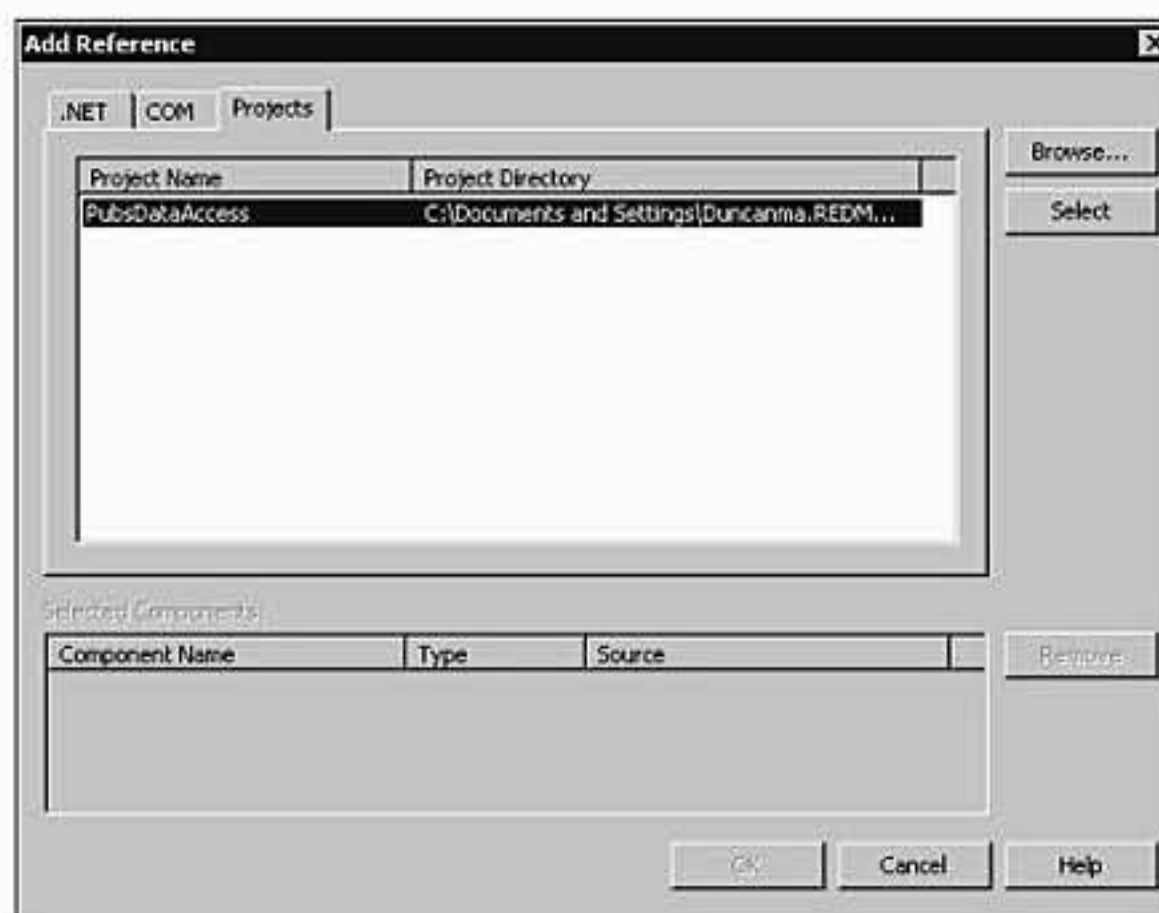 Add Reference
.NET COM Projects
Browse...
Project Name Project Directory
PubsDataAccess C:\Documents and Settings\Duncanma.REDM...
Select
Selected Components
Component Name Type Source
Remove
OK Cancel Help